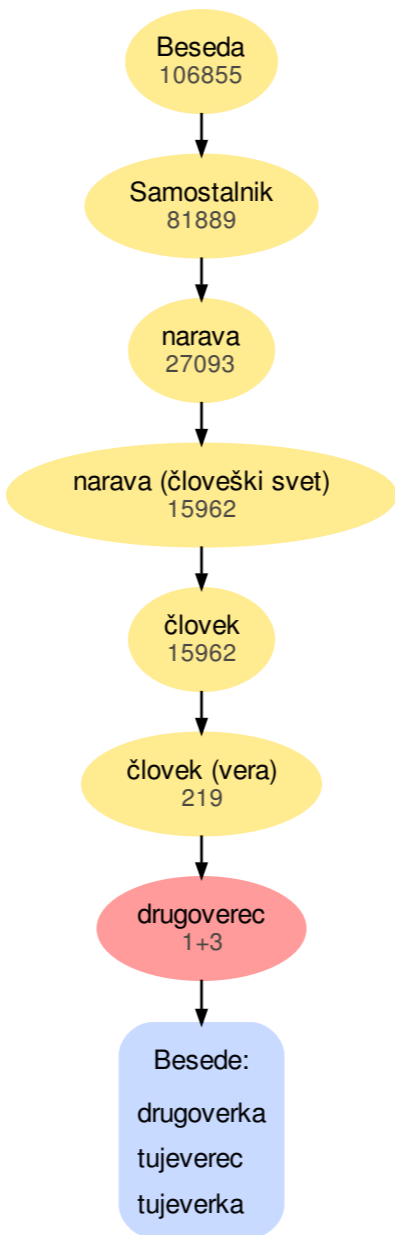 Beseda
106855
Samostalnik
81889
narava
27093
narava (človeški svet)
15962
človek
15962
človek (vera)
219
drugoverec
1+3
Besede:
drugoverka
tujeverec
tujeverka